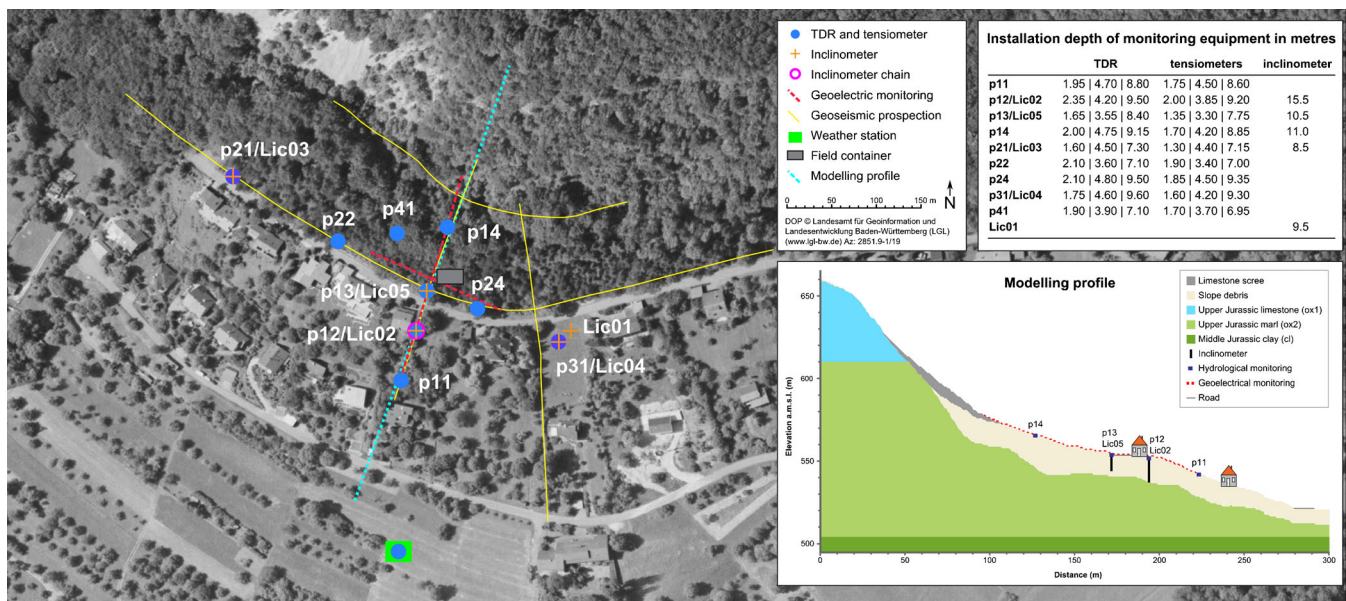 p21/Lic03
p22
p41
p14
p13/Lic05
p24
p12/Lic02
Lic01
p31/Lic04
p11
TDR and tensiometer
Inclinometer
Inclinometer chain
Geoelectric monitoring
Geoseismic prospection
Weather station
Field container
Modelling profile
0 50 100 150 m
N
DOP © Landesamt für Geoinformation und
Landesentwicklung Baden-Württemberg (LGL)
(www.lgl-bw.de) Az: 2851.9-1/19
Installation depth of monitoring equipment in metres
TDR tensiometers inclinometer
p11 1.95 | 4.70 | 8.80 1.75 | 4.50 | 8.60
p12/Lic02 2.35 | 4.20 | 9.50 2.00 | 3.85 | 9.20 15.5
p13/Lic05 1.65 | 3.55 | 8.40 1.35 | 3.30 | 7.75 10.5
p14 2.00 | 4.75 | 9.15 1.70 | 4.20 | 8.85 11.0
p21/Lic03 1.60 | 4.50 | 7.30 1.30 | 4.40 | 7.15 8.5
p22 2.10 | 3.60 | 7.10 1.90 | 3.40 | 7.00
p24 2.10 | 4.80 | 9.50 1.85 | 4.50 | 9.35
p31/Lic04 1.75 | 4.60 | 9.60 1.60 | 4.20 | 9.30
p41 1.90 | 3.90 | 7.10 1.70 | 3.70 | 6.95
Lic01 9.5
Modelling profile
Limestone scree
Slope debris
Upper Jurassic limestone (ox1)
Upper Jurassic marl (ox2)
Middle Jurassic clay (cl)
Inclinometer
Hydrological monitoring
Geoelectrical monitoring
Road
Elevation a.m.s.l. (m)
650
600
550
500
p14
p13
Lic05
p12
Lic02
p11
0 50 100 150 200 250 300
Distance (m)